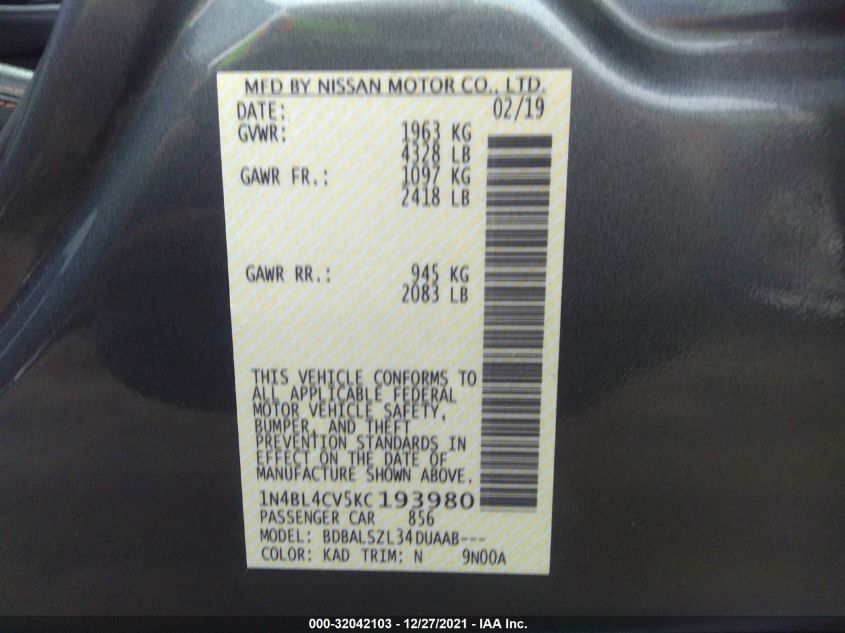 MFD BY NISSAN MOTOR CO., LTD.
DATE: 02/19
GVWR: 1963 KG
4328 LB
GAWR FR.: 1097 KG
2418 LB
GAWR RR.: 945 KG
2083 LB
THIS VEHICLE CONFORMS TO
ALL APPLICABLE FEDERAL
MOTOR VEHICLE SAFETY,
BUMPER, AND THEFT
PREVENTION STANDARDS IN
EFFECT ON THE DATE OF
MANUFACTURE SHOWN ABOVE.
1N4BL4CV5KC193980
PASSENGER CAR 856
MODEL: BDBALSZL34DUAAB---
COLOR: KAD TRIM: N 9N00A
000-32042103 - 12/27/2021 - IAA Inc.